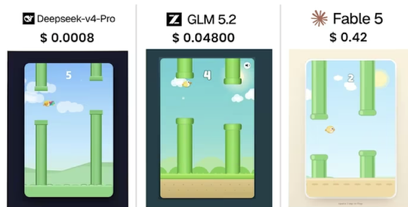 Deepseek-v4-Pro
$ 0.0008
GLM 5.2
$ 0.04800
Fable 5
$ 0.42
5
4
2